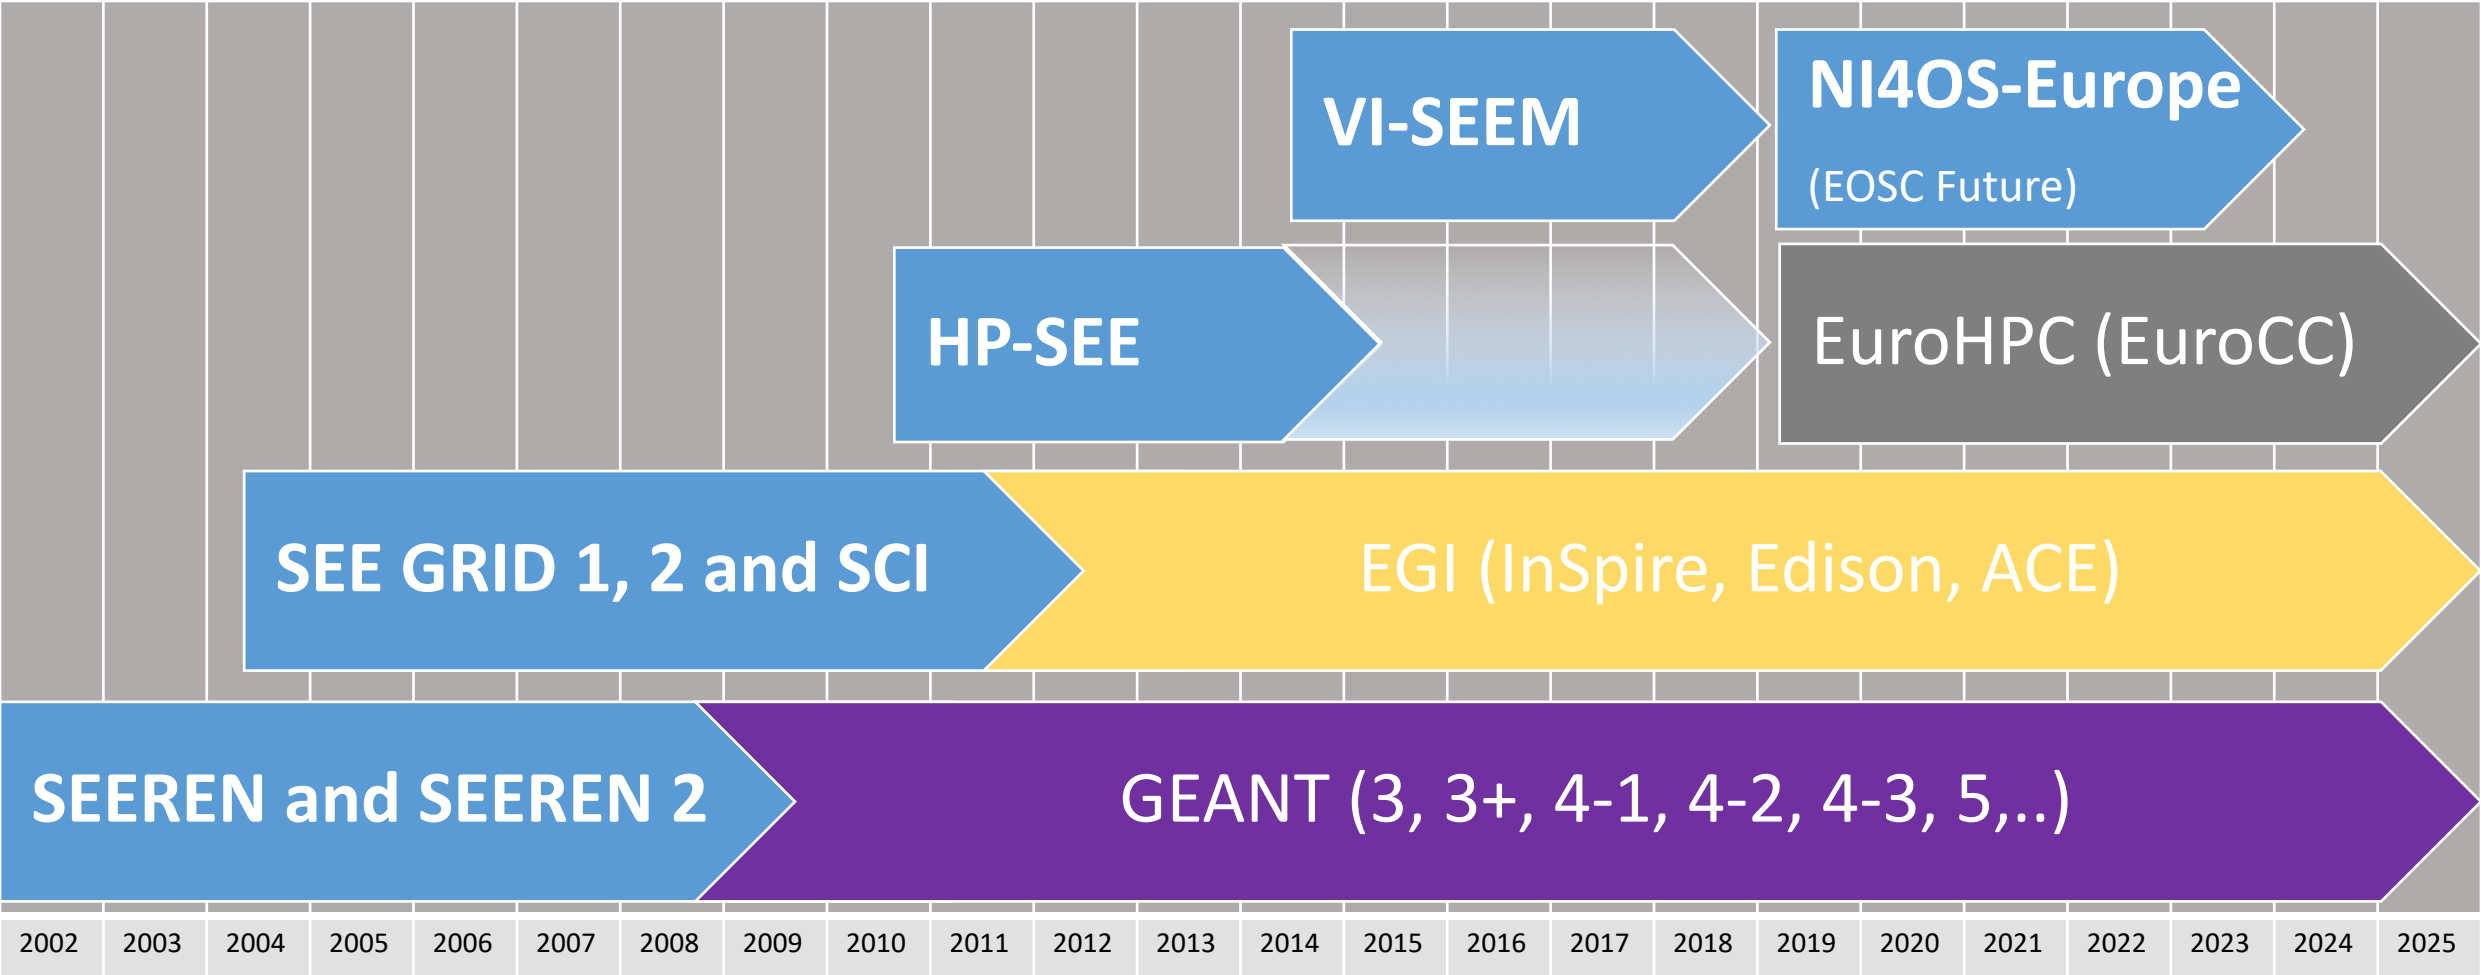 VI-SEEM
NI4OS-Europe
(EOSC Future)
HP-SEE
EuroHPC (EuroCC)
SEE GRID 1, 2 and SCI
EGI (InSpire, Edison, ACE)
SEEREN and SEEREN 2
GEANT (3, 3+, 4-1, 4-2, 4-3, 5,..)
2002 2003 2004 2005 2006 2007 2008 2009 2010 2011 2012 2013 2014 2015 2016 2017 2018 2019 2020 2021 2022 2023 2024 2025